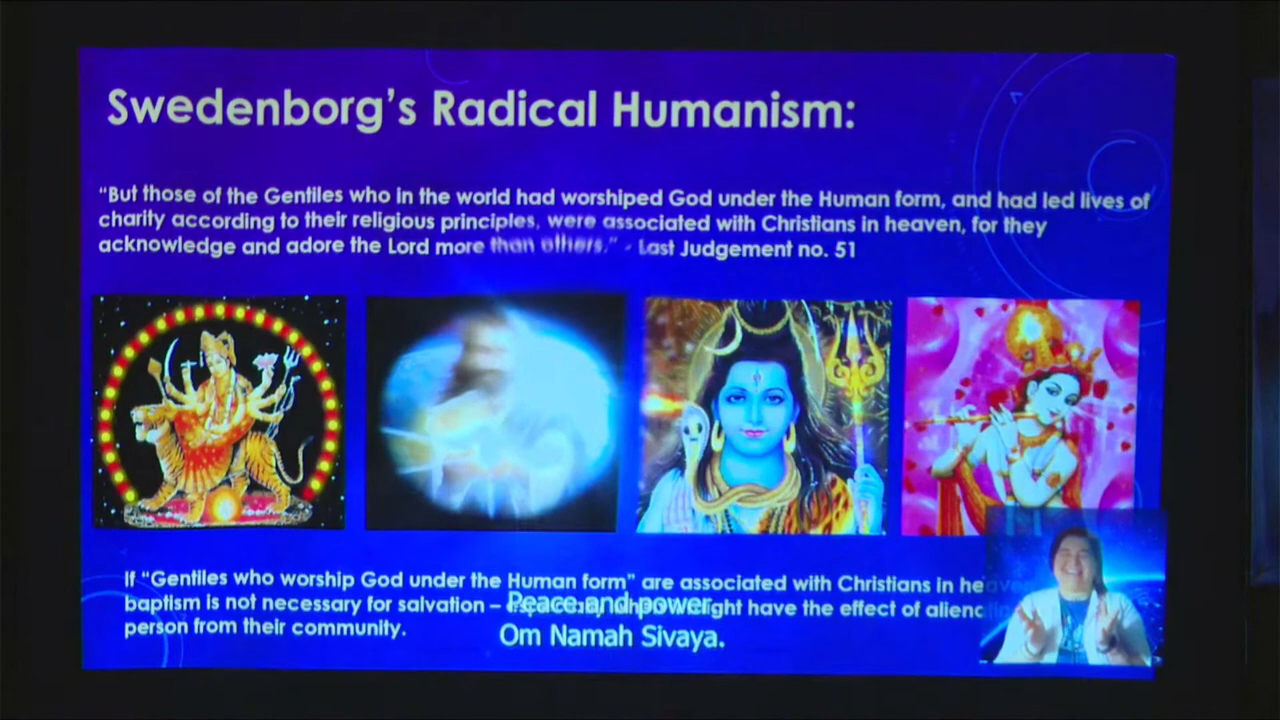 Swedenborg's Radical Humanism:
“But those of the Gentiles who in the world had worshiped God under the Human form, and had led lives of
charity according to their religious principles, were associated with Christians in heaven, for they
acknowledge and adore the Lord more than others.” - Last Judgement no. 51
If “Gentiles who worship God under the Human form” are associated with Christians in
baptism is not necessary for salvation – have the effect of
person from their community.
Peace and power.
Om Namah Sivaya.